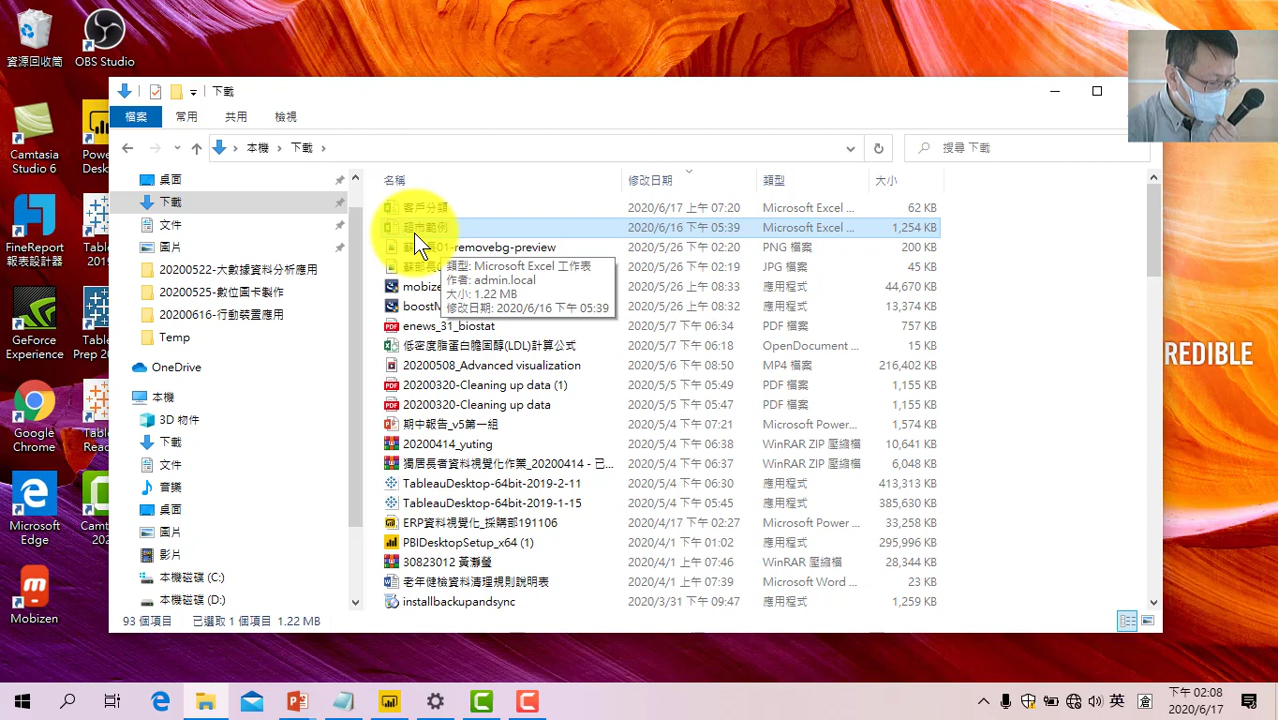 資源回收筒
OBS Studio
Camtasia
Studio 6
Powe
Desk
FineReport
報表設計器
Table
2019
GeForce
Experience
Table
Prep 20
Google
Chrome
Table
Read
Microsoft
Edge
Camt
202
Mobizen
下載
檔案
常用
共用
檢視
本機
下載
搜尋 下載
桌面
下載
文件
圖片
20200522-大數據資料分析應用
20200525-數位圖卡製作
20200616-行動裝置應用
Temp
OneDrive
本機
3D 物件
下載
文件
音樂
桌面
圖片
影片
本機磁碟 (C:)
本機磁碟 (D:)
名稱 修改日期 類型 大小
客戶分類 2020/6/17 上午 07:20 Microsoft Excel ... 62 KB
超市範例 2020/6/16 下午 05:39 Microsoft Excel ... 1,254 KB
01-removebg-preview 2020/5/26 下午 02:20 PNG 檔案 200 KB
2020/5/26 下午 02:19 JPG 檔案 45 KB
mobize 2020/5/26 上午 08:33 應用程式 44,670 KB
boostM 2020/5/26 上午 08:32 應用程式 13,374 KB
enews_31_biostat 2020/5/7 下午 06:34 PDF 檔案 757 KB
低密度脂蛋白膽固醇(LDL)計算公式 2020/5/7 下午 06:18 OpenDocument ... 15 KB
20200508_Advanced visualization 2020/5/6 下午 08:50 MP4 檔案 216,402 KB
20200320-Cleaning up data (1) 2020/5/4 下午 05:49 PDF 檔案 1,155 KB
20200320-Cleaning up data 2020/5/4 下午 05:47 PDF 檔案 1,155 KB
期中報告_v5第一組 2020/5/4 下午 07:21 Microsoft Power... 1,574 KB
20200414_yuting 2020/5/4 下午 06:38 WinRAR ZIP 壓縮檔 10,641 KB
獨居長者資料視覺化作業_20200414 - 已... 2020/5/4 下午 06:37 WinRAR ZIP 壓縮檔 6,048 KB
TableauDesktop-64bit-2019-2-11 2020/5/4 下午 06:30 應用程式 413,313 KB
TableauDesktop-64bit-2019-1-15 2020/5/4 下午 05:45 應用程式 385,630 KB
ERP資料視覺化_採購部191106 2020/4/17 下午 02:27 Microsoft Power ... 33,258 KB
PBIDesktopSetup_x64 (1) 2020/4/1 下午 01:02 應用程式 295,996 KB
30823012 黃瀞瑩 2020/4/1 上午 07:46 WinRAR 壓縮檔 28,344 KB
老年健檢資料清理規則說明表 2020/4/1 上午 07:39 Microsoft Word ... 23 KB
installbackupandsync 2020/3/31 下午 09:47 應用程式 1,259 KB
類型: Microsoft Excel 工作表
作者: admin.local
大小: 1.22 MB
修改日期: 2020/6/16 下午 05:39
93 個項目 已選取 1 個項目 1.22 MB
REDIBLE
英
倉
下午 02:08
2020/6/17